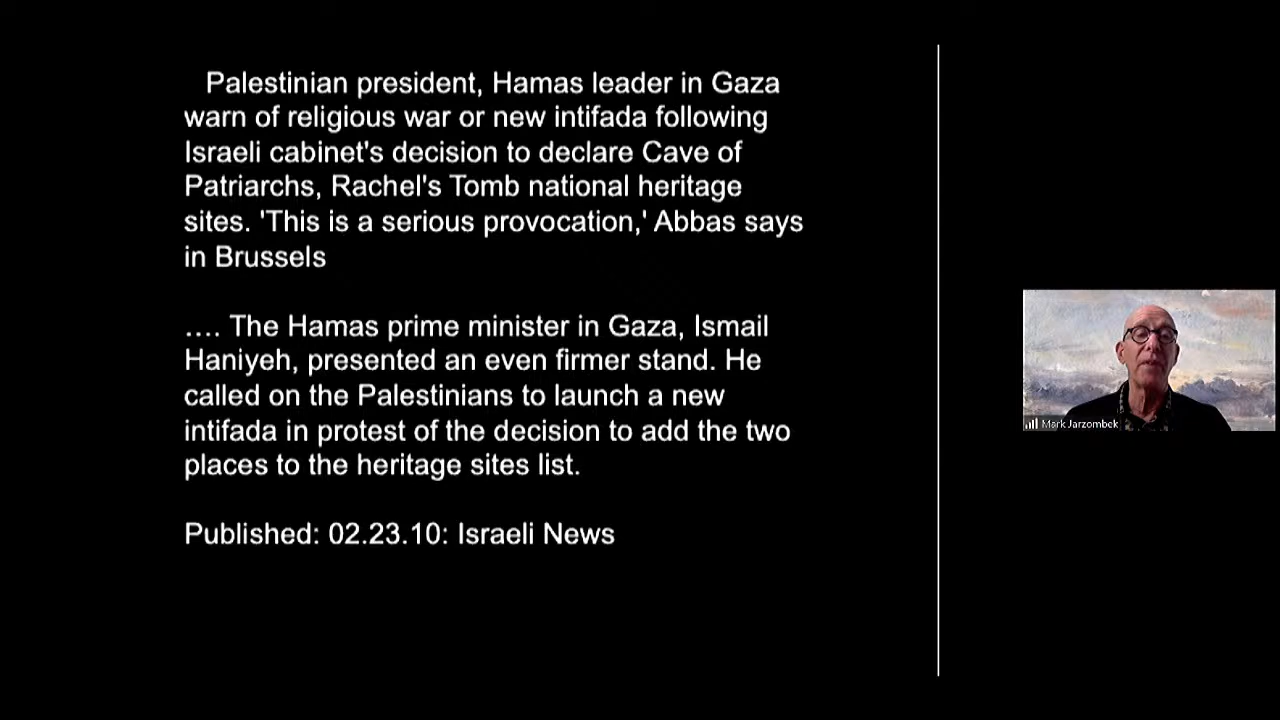 Palestinian president, Hamas leader in Gaza
warn of religious war or new intifada following
Israeli cabinet's decision to declare Cave of
Patriarchs, Rachel's Tomb national heritage
sites. 'This is a serious provocation,' Abbas says
in Brussels
.... The Hamas prime minister in Gaza, Ismail
Haniyeh, presented an even firmer stand. He
called on the Palestinians to launch a new
intifada in protest of the decision to add the two
places to the heritage sites list.
Published: 02.23.10: Israeli News
Mark Jarzombek